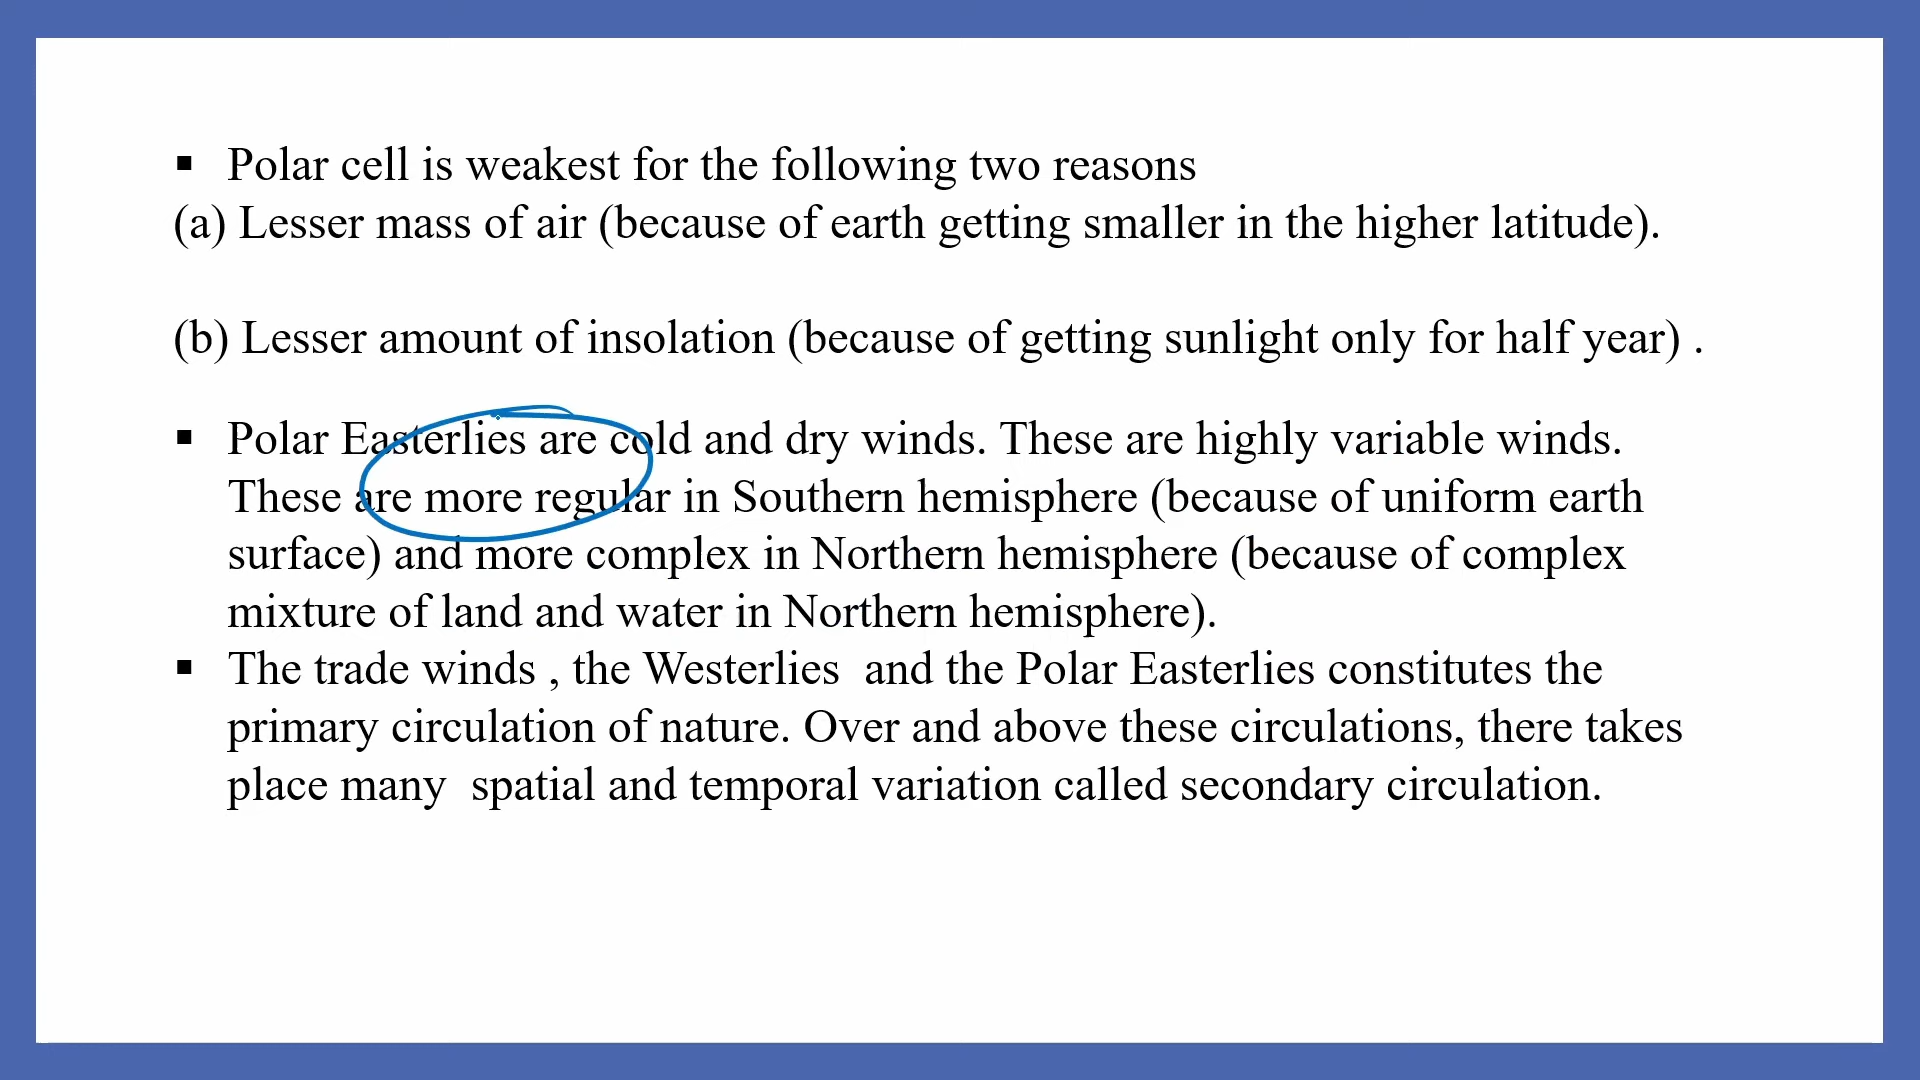 ▪ Polar cell is weakest for the following two reasons
(a) Lesser mass of air (because of earth getting smaller in the higher latitude).
(b) Lesser amount of insolation (because of getting sunlight only for half year) .
▪ Polar Easterlies are cold and dry winds. These are highly variable winds.
These are more regular in Southern hemisphere (because of uniform earth
surface) and more complex in Northern hemisphere (because of complex
mixture of land and water in Northern hemisphere).
▪ The trade winds , the Westerlies and the Polar Easterlies constitutes the
primary circulation of nature. Over and above these circulations, there takes
place many spatial and temporal variation called secondary circulation.